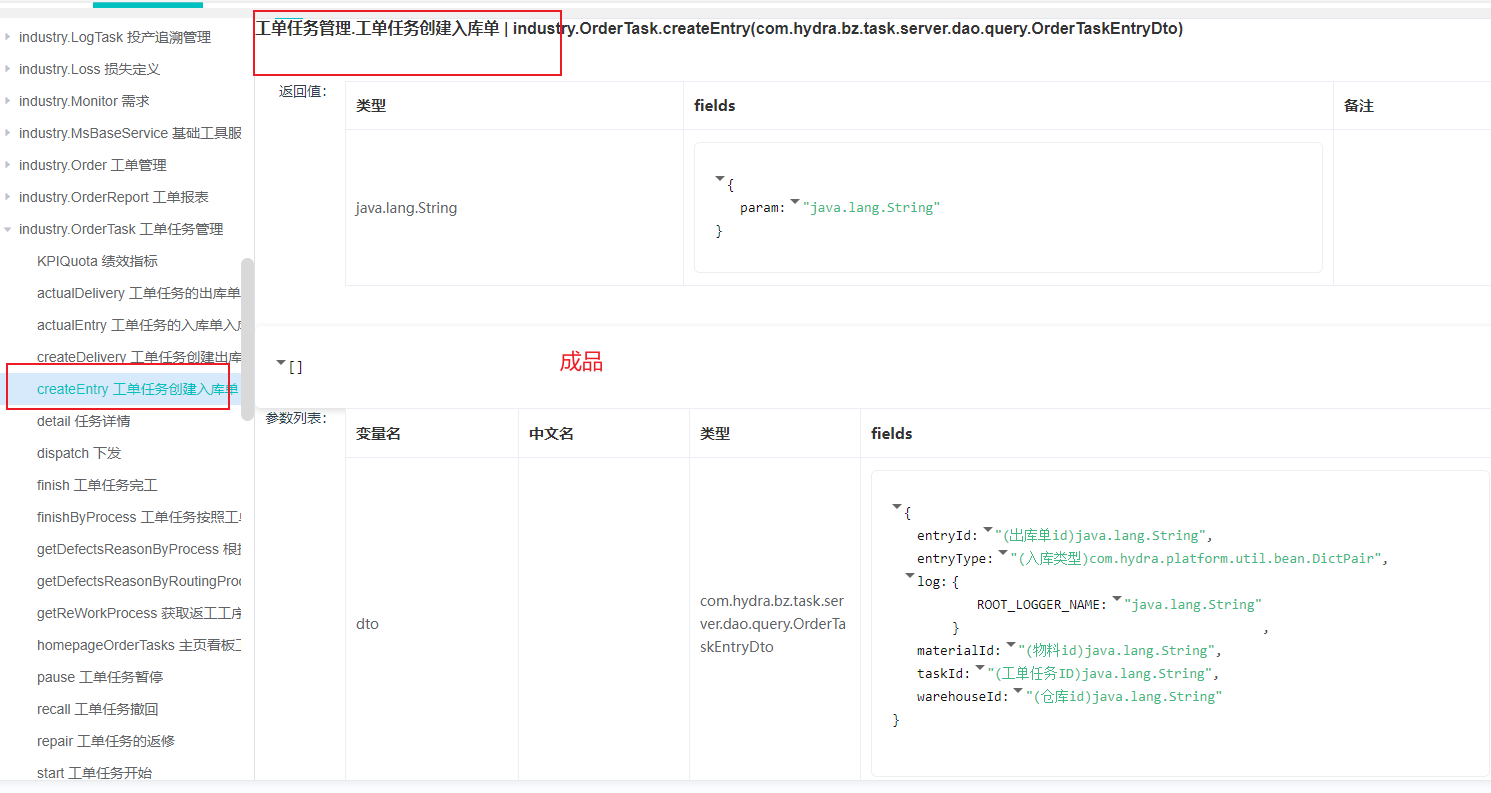 industry.LogTask 投产追溯管理
industry.Loss 损失定义
industry.Monitor 需求
industry.MsBaseService 基础工具服
industry.Order 工单管理
industry.OrderReport 工单报表
industry.OrderTask 工单任务管理
KPIQuota 绩效指标
actualDelivery 工单任务的出库单
actualEntry 工单任务的入库单入
createDelivery 工单任务创建出库
createEntry 工单任务创建入库单
detail 任务详情
dispatch 下发
finish 工单任务完工
finishByProcess 工单任务按照工
getDefectsReasonByProcess 根
getDefectsReasonByRoutingProc
getReWorkProcess 获取返工工序
homepageOrderTasks 主页看板
pause 工单任务暂停
recall 工单任务撤回
repair 工单任务的返修
start 工单任务开始
工单任务管理.工单任务创建入库单 | industry.OrderTask.createEntry(com.hydra.bz.task.server.dao.query.OrderTaskEntryDto)
返回值：
类型 fields 备注
java.lang.String
{
param: "java.lang.String"
}
[]
成品
参数列表：
变量名 中文名 类型 fields
dto
com.hydra.bz.task.ser
ver.dao.query.OrderTa
skEntryDto
{
entryId: "(出库单id)java.lang.String",
entryType: "(入库类型)com.hydra.platform.util.bean.DictPair",
log: {
ROOT_LOGGER_NAME: "java.lang.String"
} ,
materialId: "(物料id)java.lang.String",
taskId: "(工单任务ID)java.lang.String",
warehouseId: "(仓库id)java.lang.String"
}